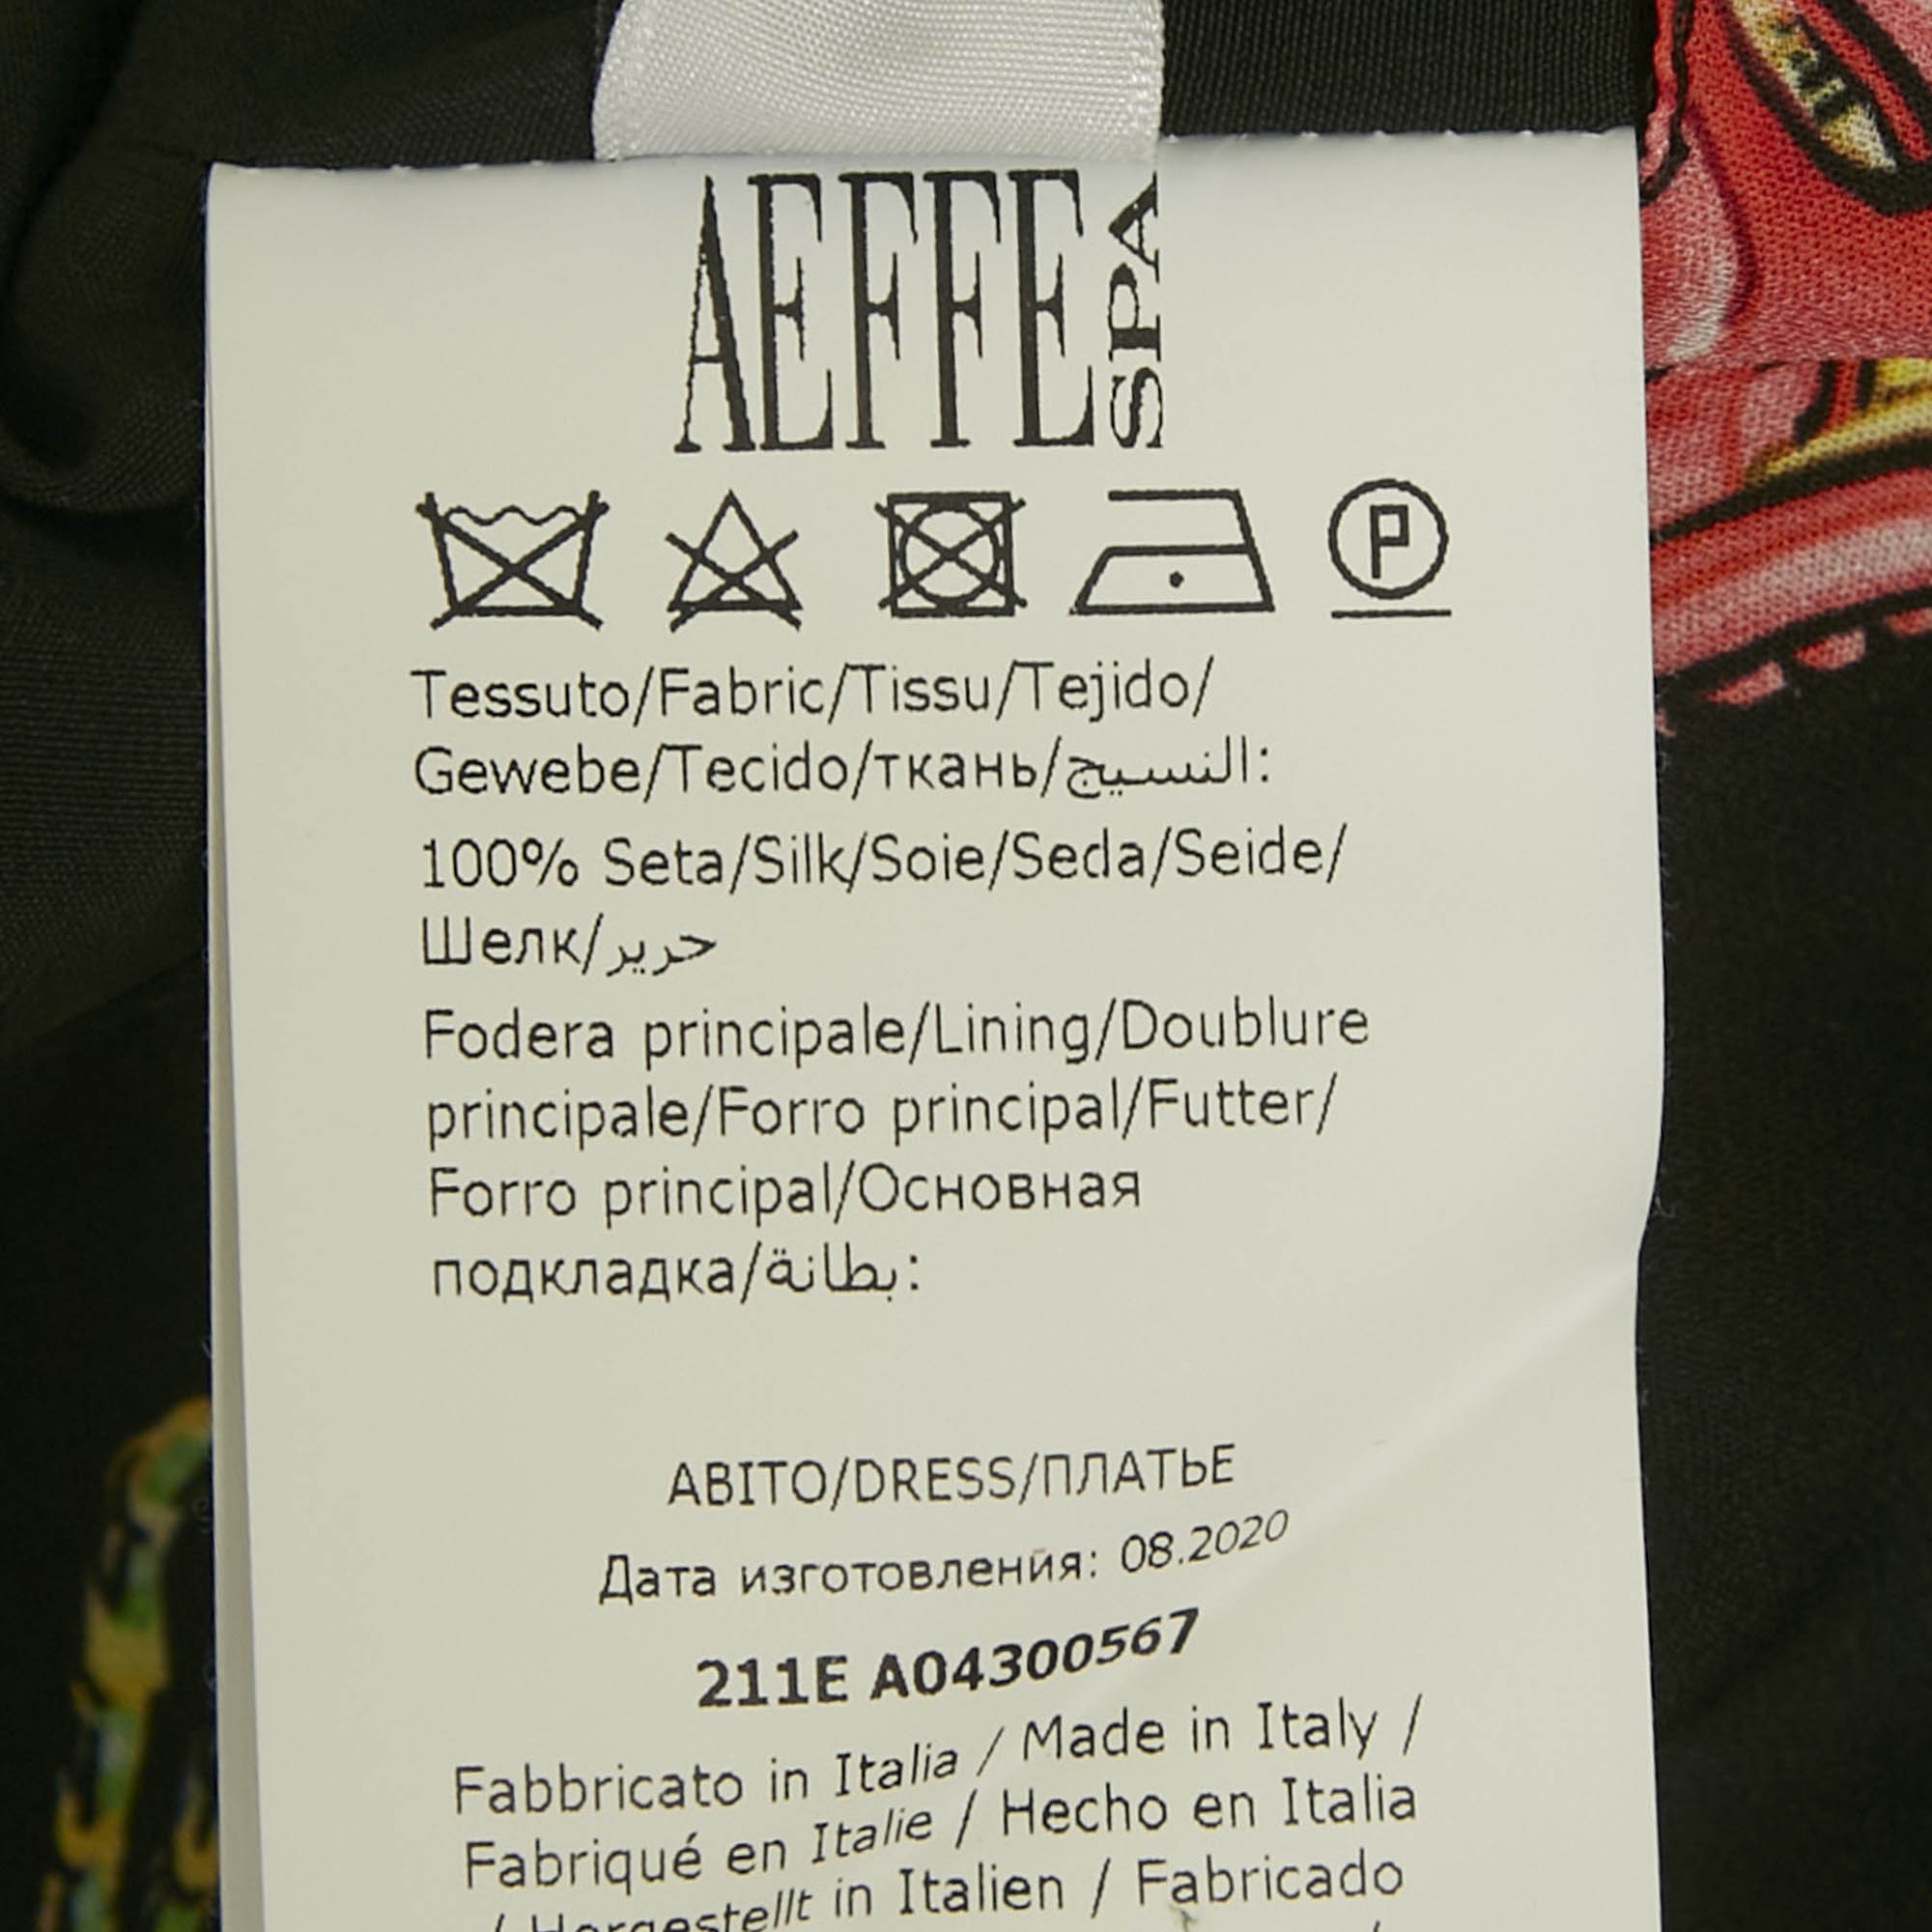 AEFFE SPA
P
Tessuto/Fabric/Tissu/Tejido/
Gewebe/Tecido/ткань/النسيج:
100% Seta/Silk/Soie/Seda/Seide/
Шелк/حرير
Fodera principale/Lining/Doublure
principale/Forro principal/Futter/
Forro principal/Основная
подкладка/بطانة:
ABITO/DRESS/ПЛАТЬЕ
Дата изготовления: 08.2020
211E A04300567
Fabbricato in Italia / Made in Italy /
Fabriqué en Italie / Hecho en Italia
/ Hergestellt in Italien / Fabricado